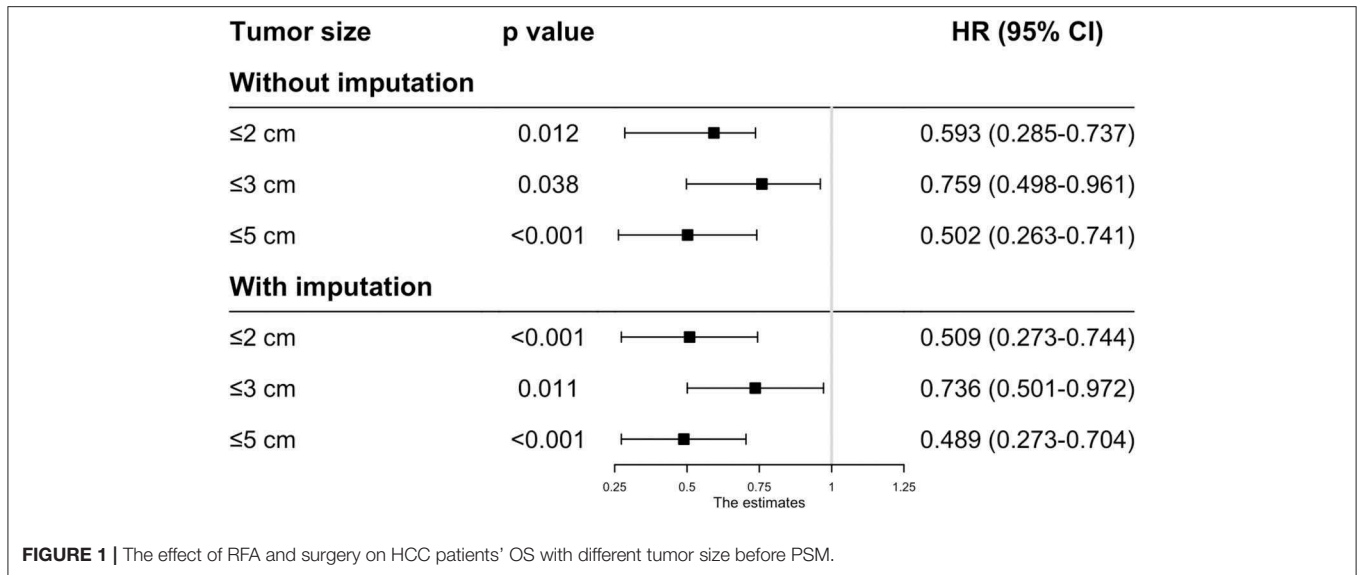 Tumor size p value HR (95% CI)
Without imputation
≤2 cm 0.012 0.593 (0.285-0.737)
≤3 cm 0.038 0.759 (0.498-0.961)
≤5 cm <0.001 0.502 (0.263-0.741)
With imputation
≤2 cm <0.001 0.509 (0.273-0.744)
≤3 cm 0.011 0.736 (0.501-0.972)
≤5 cm <0.001 0.489 (0.273-0.704)
0.25 0.5 0.75 1 1.25
The estimates
FIGURE 1 | The effect of RFA and surgery on HCC patients’ OS with different tumor size before PSM.